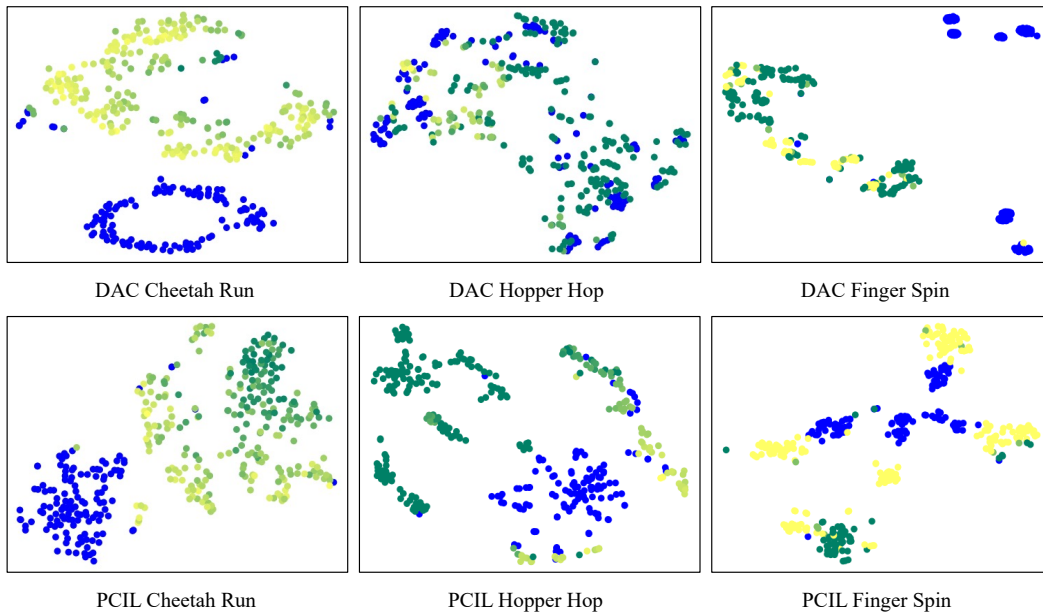 DAC Cheetah Run
DAC Hopper Hop
DAC Finger Spin
PCIL Cheetah Run
PCIL Hopper Hop
PCIL Finger Spin